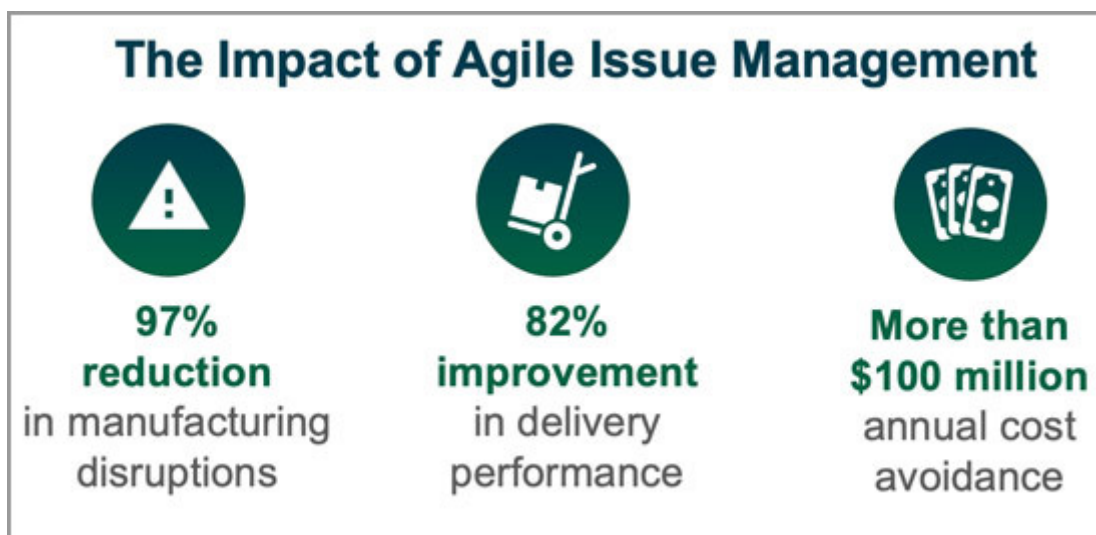 The Impact of Agile Issue Management
97%
reduction
in manufacturing
disruptions
82%
improvement
in delivery
performance
More than
$100 million
annual cost
avoidance